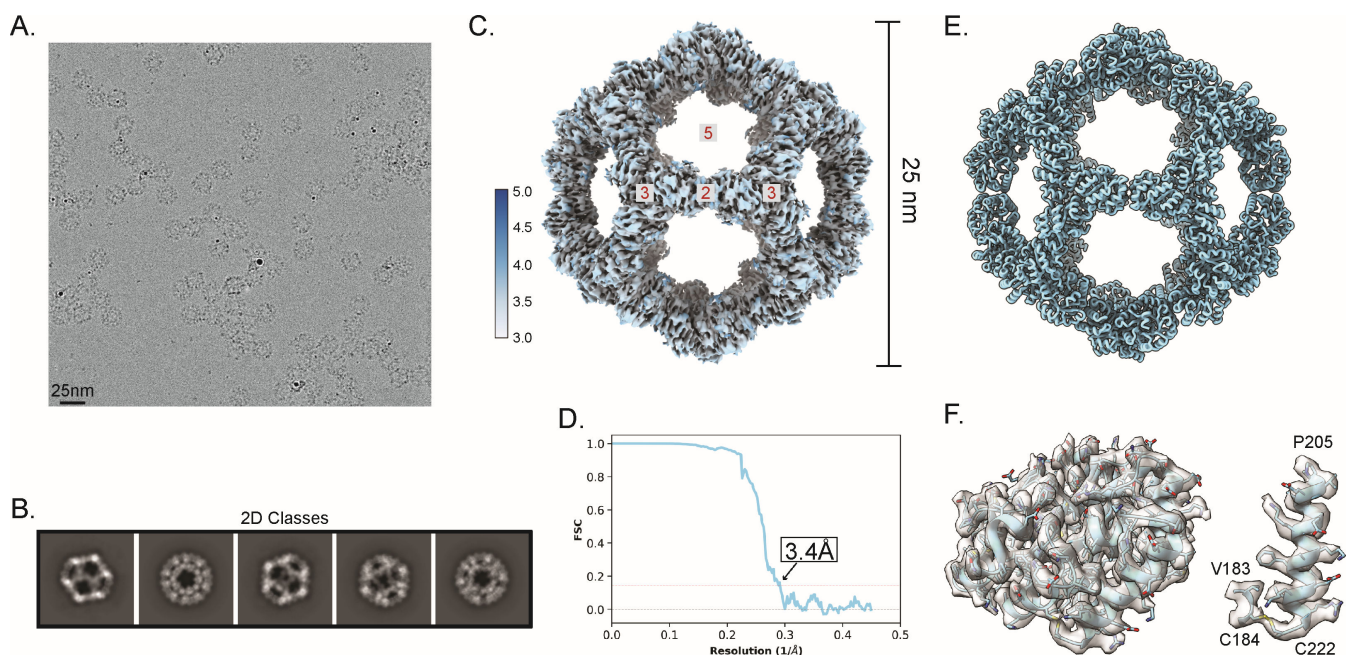 A.
25nm
B.
2D Classes
C.
5
3 2 3
25 nm
5.0
4.5
4.0
3.5
3.0
D.
1.0
0.8
0.6
0.4
0.2
0.0
FSC
3.4Å
0.0 0.1 0.2 0.3 0.4 0.5
Resolution (1/Å)
E.
F.
P205
V183
C184
C222